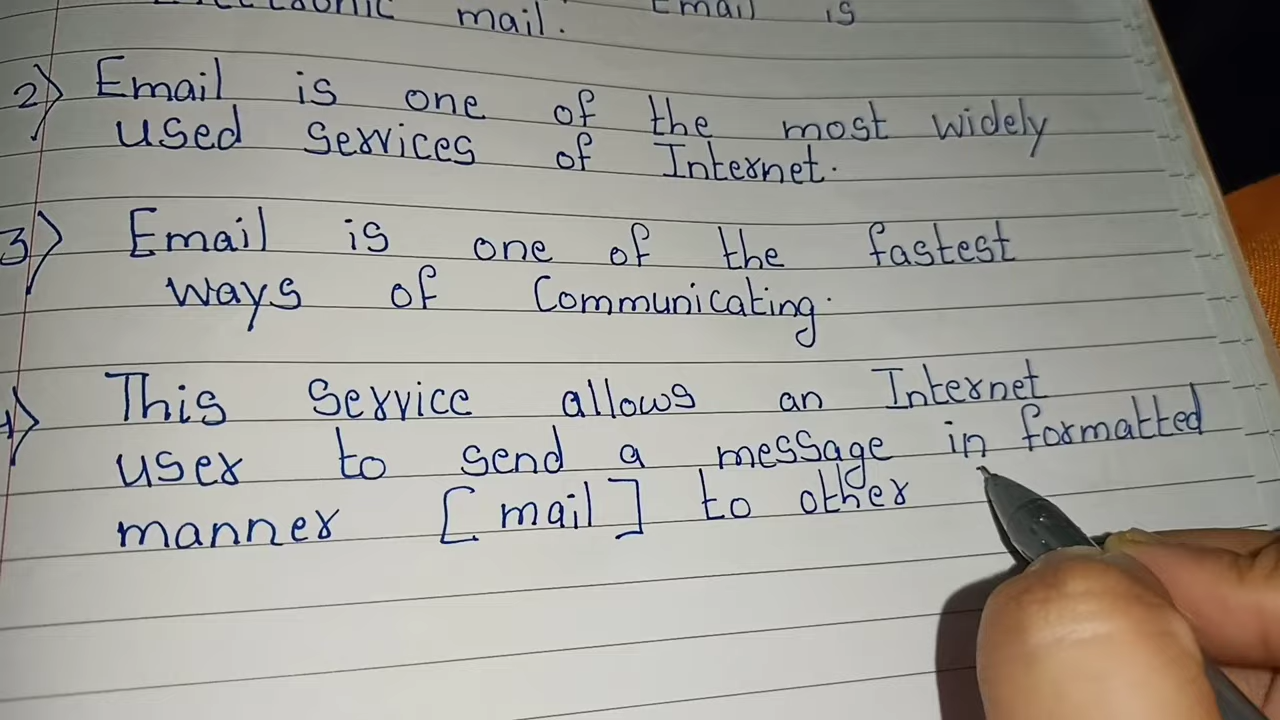 mail. Email is
2) Email is one of the most widely
used services of Internet.
3) Email is one of the fastest
ways of Communicating.
This Service allows an Internet
user to send a message in formatted
manner [mail] to other